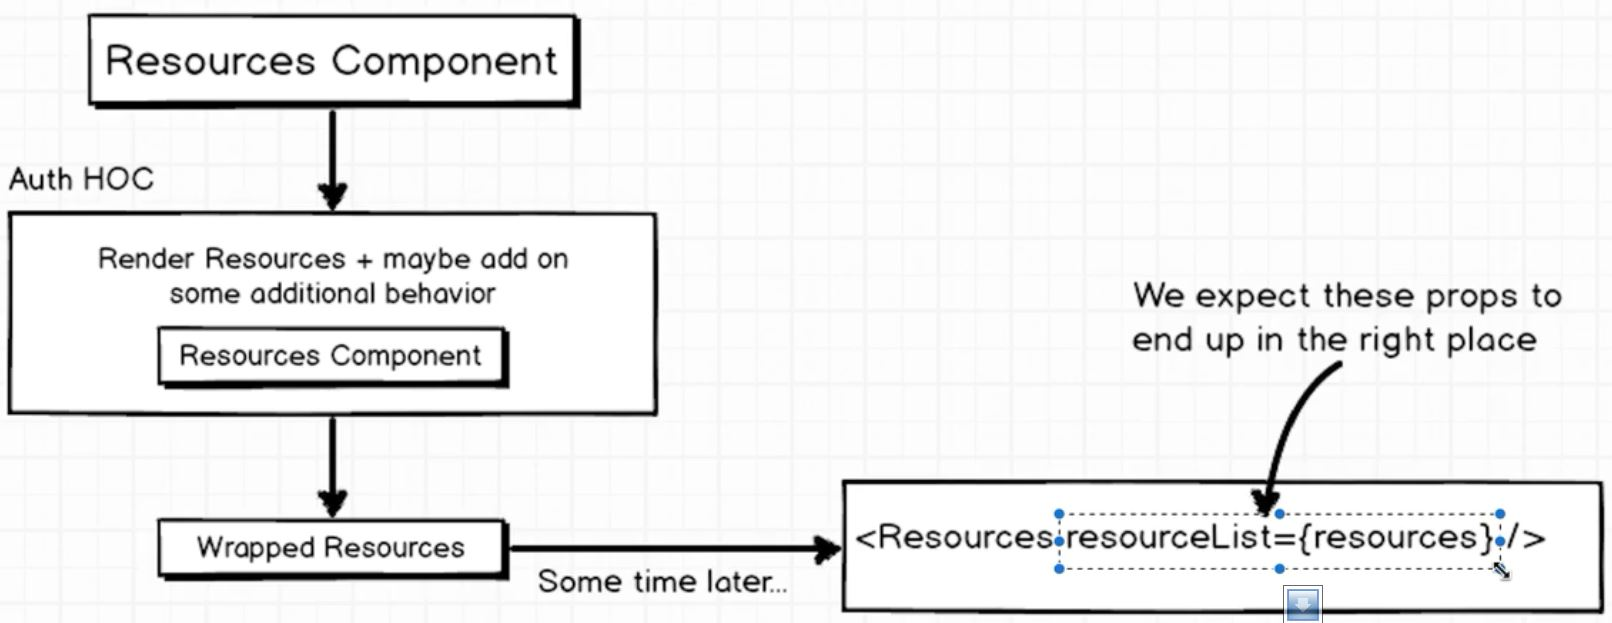 Resources Component
Auth HOC
Render Resources + maybe add on
some additional behavior
Resources Component
We expect these props to
end up in the right place
Wrapped Resources
<Resources resourceList={resources} />
Some time later...